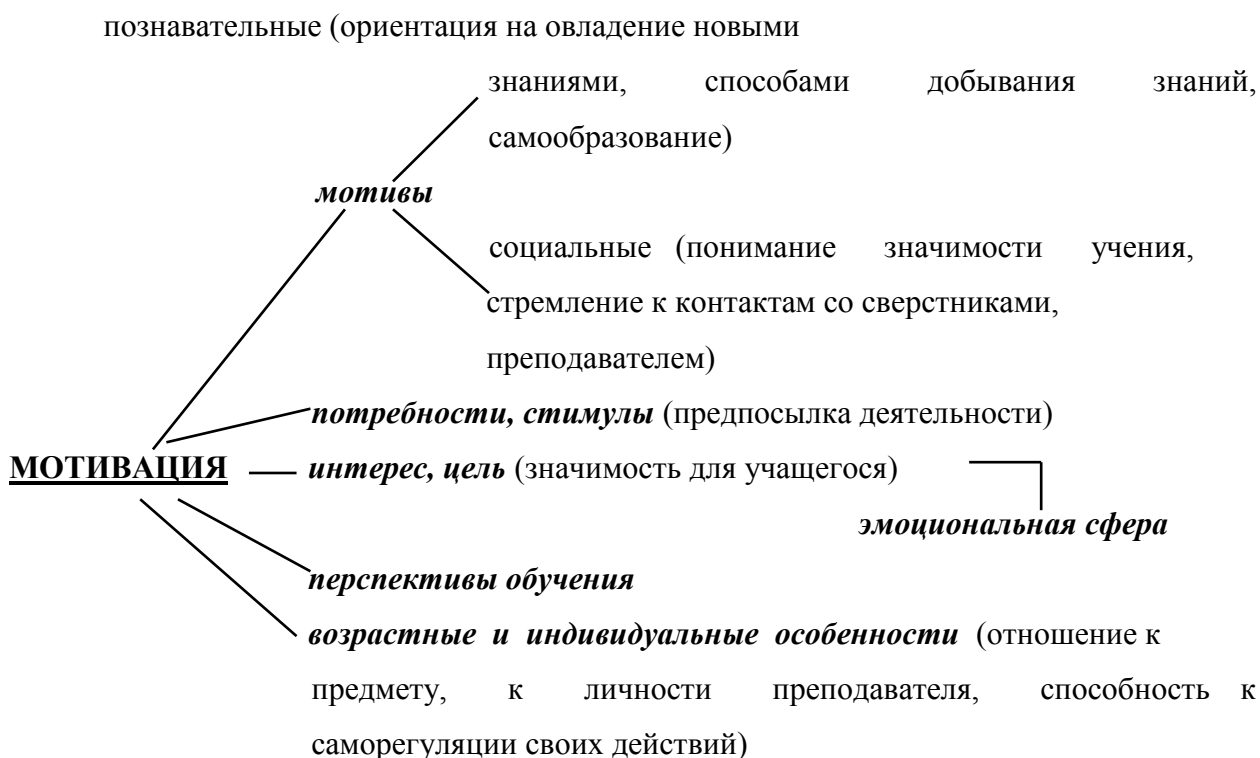 познавательные (ориентация на овладение новыми
знаниями, способами добывания знаний,
самообразование)
мотивы
социальные (понимание значимости учения,
стремление к контактам со сверстниками,
преподавателем)
потребности, стимулы (предпосылка деятельности)
МОТИВАЦИЯ интерес, цель (значимость для учащегося)
эмоциональная сфера
перспективы обучения
возрастные и индивидуальные особенности (отношение к
предмету, к личности преподавателя, способность к
саморегуляции своих действий)